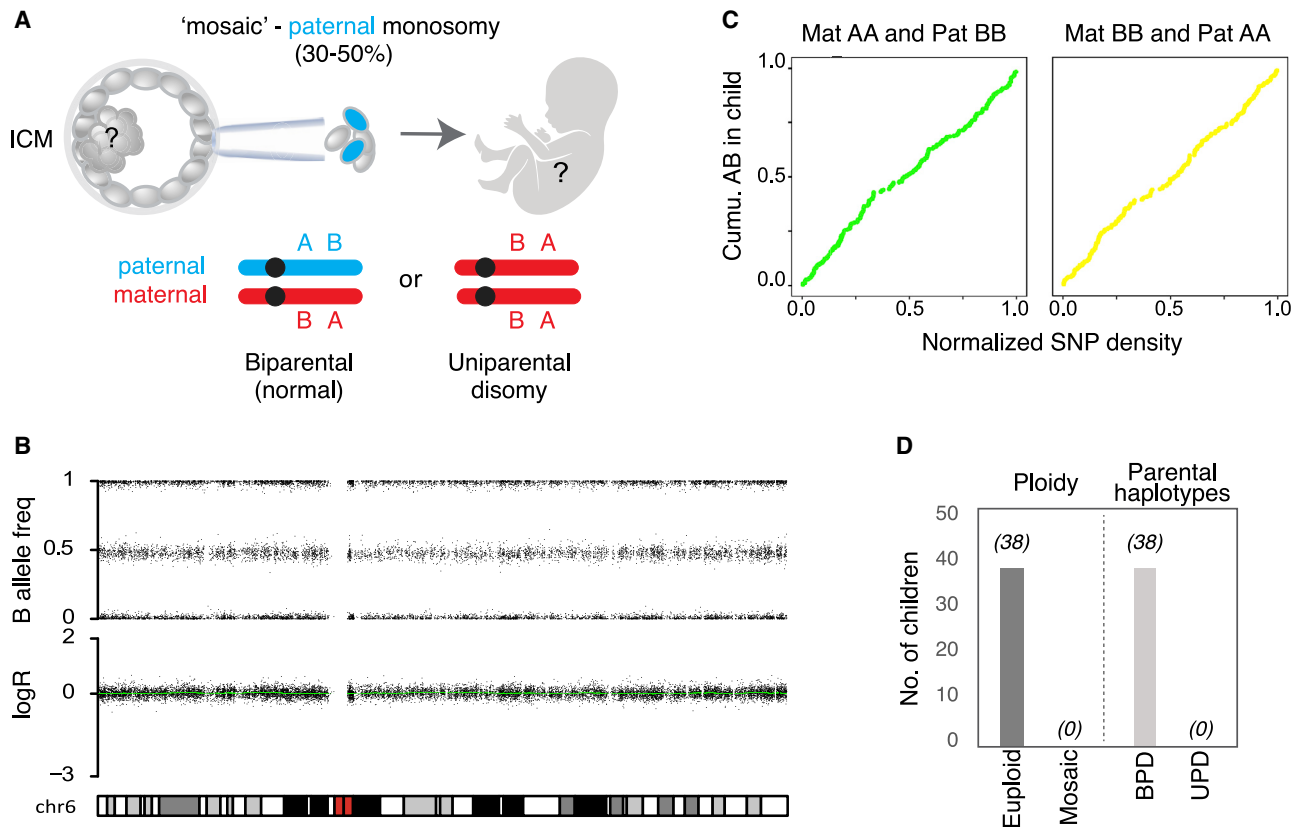 A
'mosaic' - paternal monosomy
(30-50%)
ICM
?
?
A B
B A
paternal
or
maternal
B A
B A
Biparental
(normal)
Uniparental
disomy
B
1
0.5
0
B allele freq
2
0
−3
logR
chr6
C
Mat AA and Pat BB
Mat BB and Pat AA
Cumu. AB in child
1.0
0.5
0.0
0.0
0.5
1.0
0.0
0.5
1.0
Normalized SNP density
D
Ploidy
Parental
haplotypes
No. of children
50
40
30
20
10
0
(38)
(0)
(38)
(0)
Euploid
Mosaic
BPD
UPD